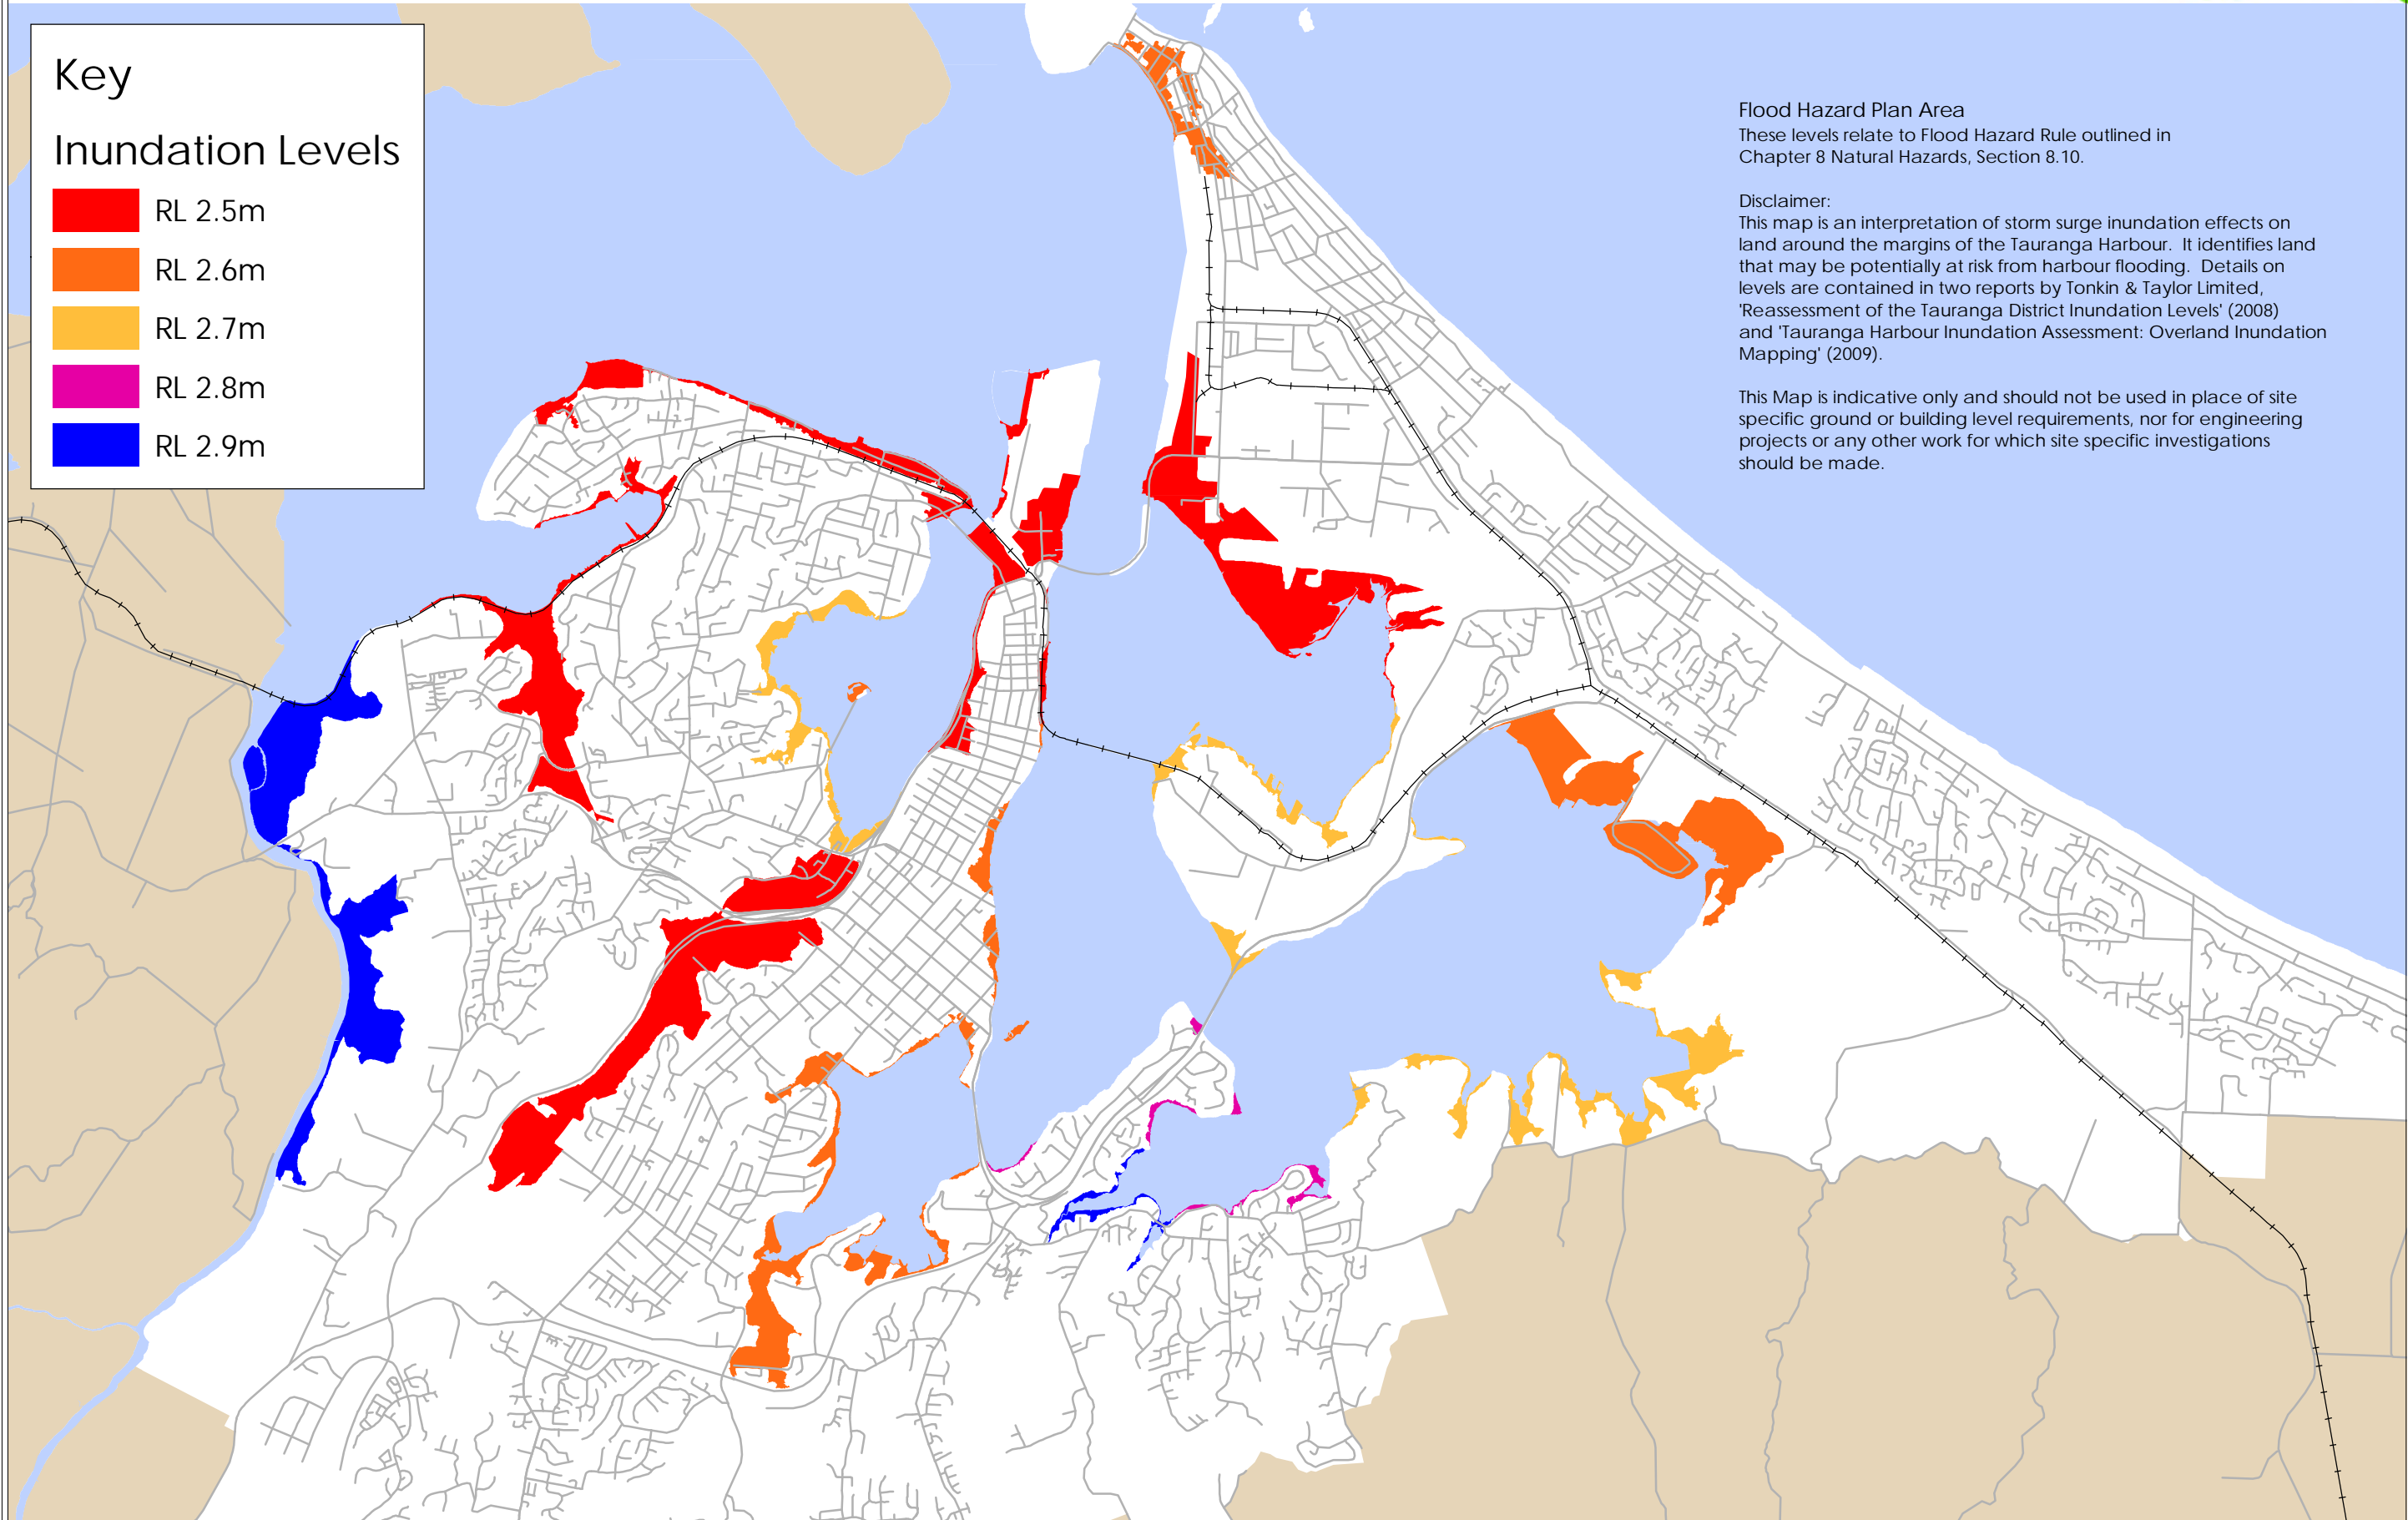 Key
Inundation Levels
RL 2.5m
RL 2.6m
RL 2.7m
RL 2.8m
RL 2.9m
Flood Hazard Plan Area
These levels relate to Flood Hazard Rule outlined in
Chapter 8 Natural Hazards, Section 8.10.
Disclaimer:
This map is an interpretation of storm surge inundation effects on
land around the margins of the Tauranga Harbour. It identifies land
that may be potentially at risk from harbour flooding. Details on
levels are contained in two reports by Tonkin & Taylor Limited,
'Reassessment of the Tauranga District Inundation Levels' (2008)
and 'Tauranga Harbour Inundation Assessment: Overland Inundation
Mapping' (2009).
This Map is indicative only and should not be used in place of site
specific ground or building level requirements, nor for engineering
projects or any other work for which site specific investigations
should be made.